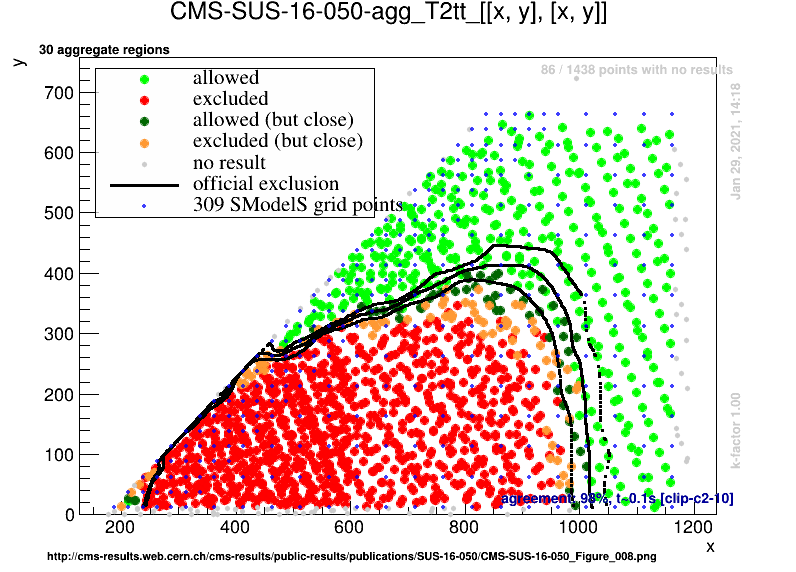 CMS-SUS-16-050-agg_T2tt_[[x, y], [x, y]]
30 aggregate regions
y
86 / 1438 points with no results
allowed
excluded
allowed (but close)
excluded (but close)
no result
official exclusion
309 SModelS grid points
Jan 29, 2021, 14:18
k-factor 1.00
700
600
500
400
300
200
100
0
agreement: 98%, t~0.1s [clip-c2-10]
200 400 600 800 1000 1200
x
http://cms-results.web.cern.ch/cms-results/public-results/publications/SUS-16-050/CMS-SUS-16-050_Figure_008.png